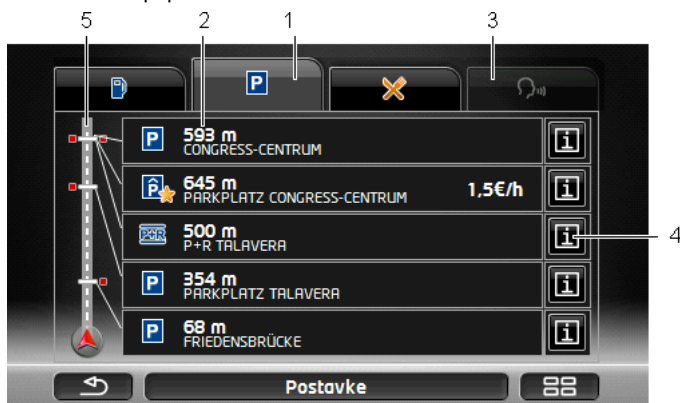 5
2
1
3
P
P
593 m
CONGRESS-CENTRUM
i
P
645 m
PARKPLATZ CONGRESS-CENTRUM
1,5€/h
i
P+R
500 m
P+R TALAVERA
i
4
P
354 m
PARKPLATZ TALAVERA
i
P
68 m
FRIEDENSBRÜCKE
i
Postavke